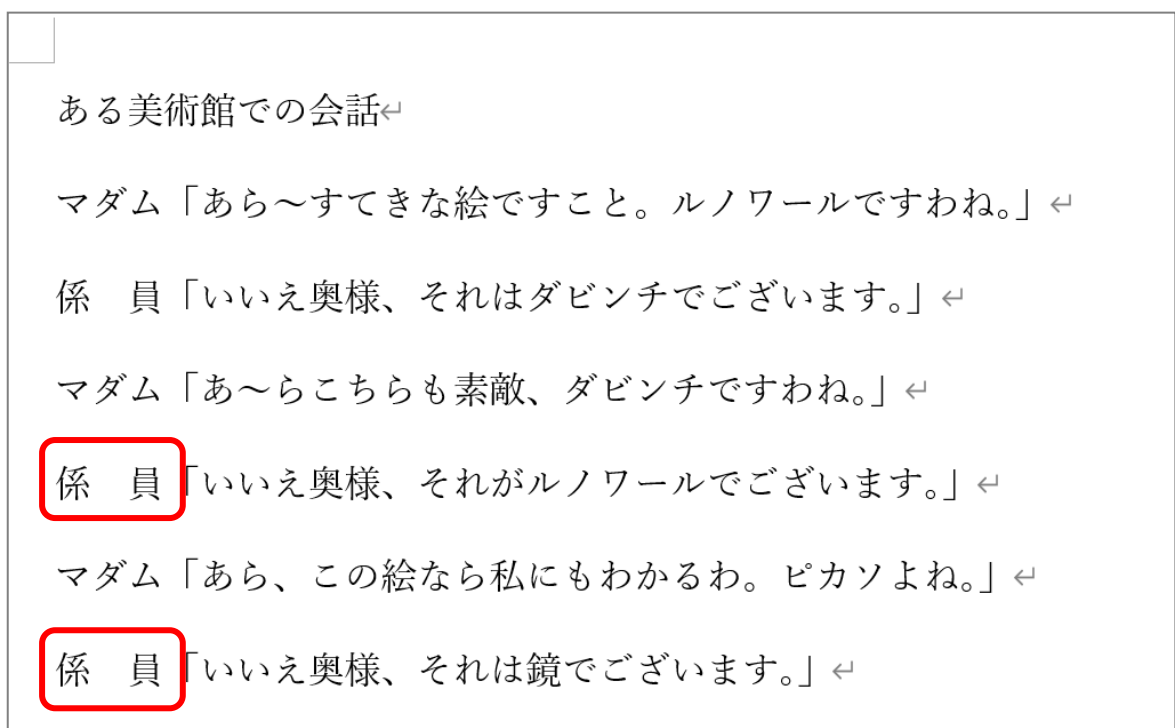 ある美術館での会話↵
マダム「あら～すてきな絵ですこと。ルノワールですわね。」↵
係　員「いいえ奥様、それはダビンチでございます。」↵
マダム「あ～らこちらも素敵、ダビンチですわね。」↵
係　員「いいえ奥様、それがルノワールでございます。」↵
マダム「あら、この絵なら私にもわかるわ。ピカソよね。」↵
係　員「いいえ奥様、それは鏡でございます。」↵